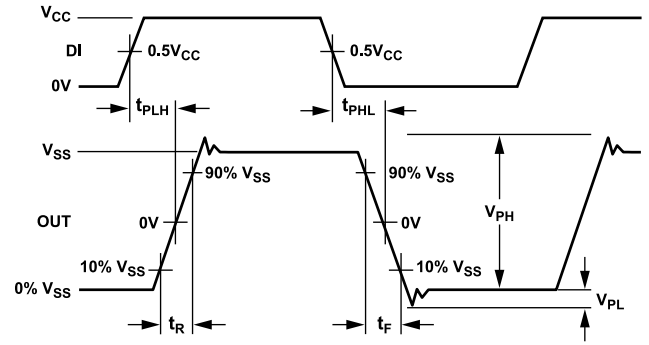 VCC
DI
0.5VCC
0.5VCC
0V
tPLH
tPHL
VSS
90% VSS
90% VSS
VPH
OUT
0V
0V
10% VSS
10% VSS
0% VSS
VPL
tR
tF